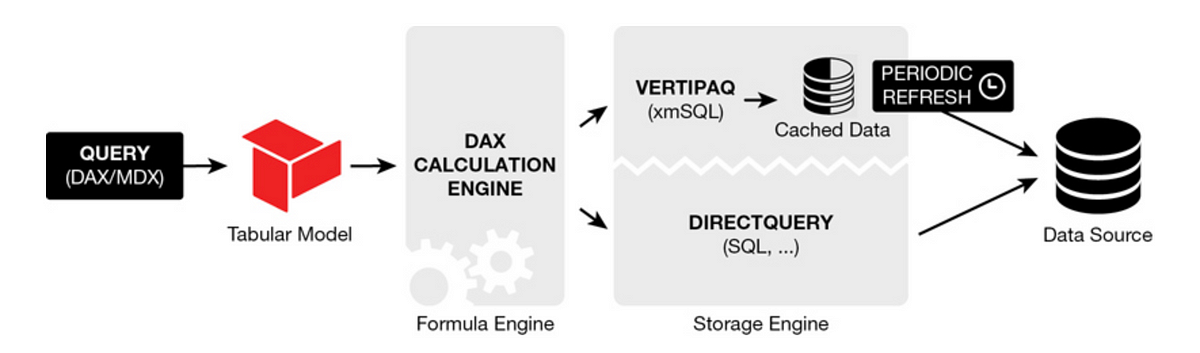 QUERY
(DAX/MDX)
Tabular Model
DAX
CALCULATION
ENGINE
Formula Engine
VERTIPAQ
(xmSQL)
Cached Data
PERIODIC
REFRESH
DIRECTQUERY
(SQL, ...)
Storage Engine
Data Source